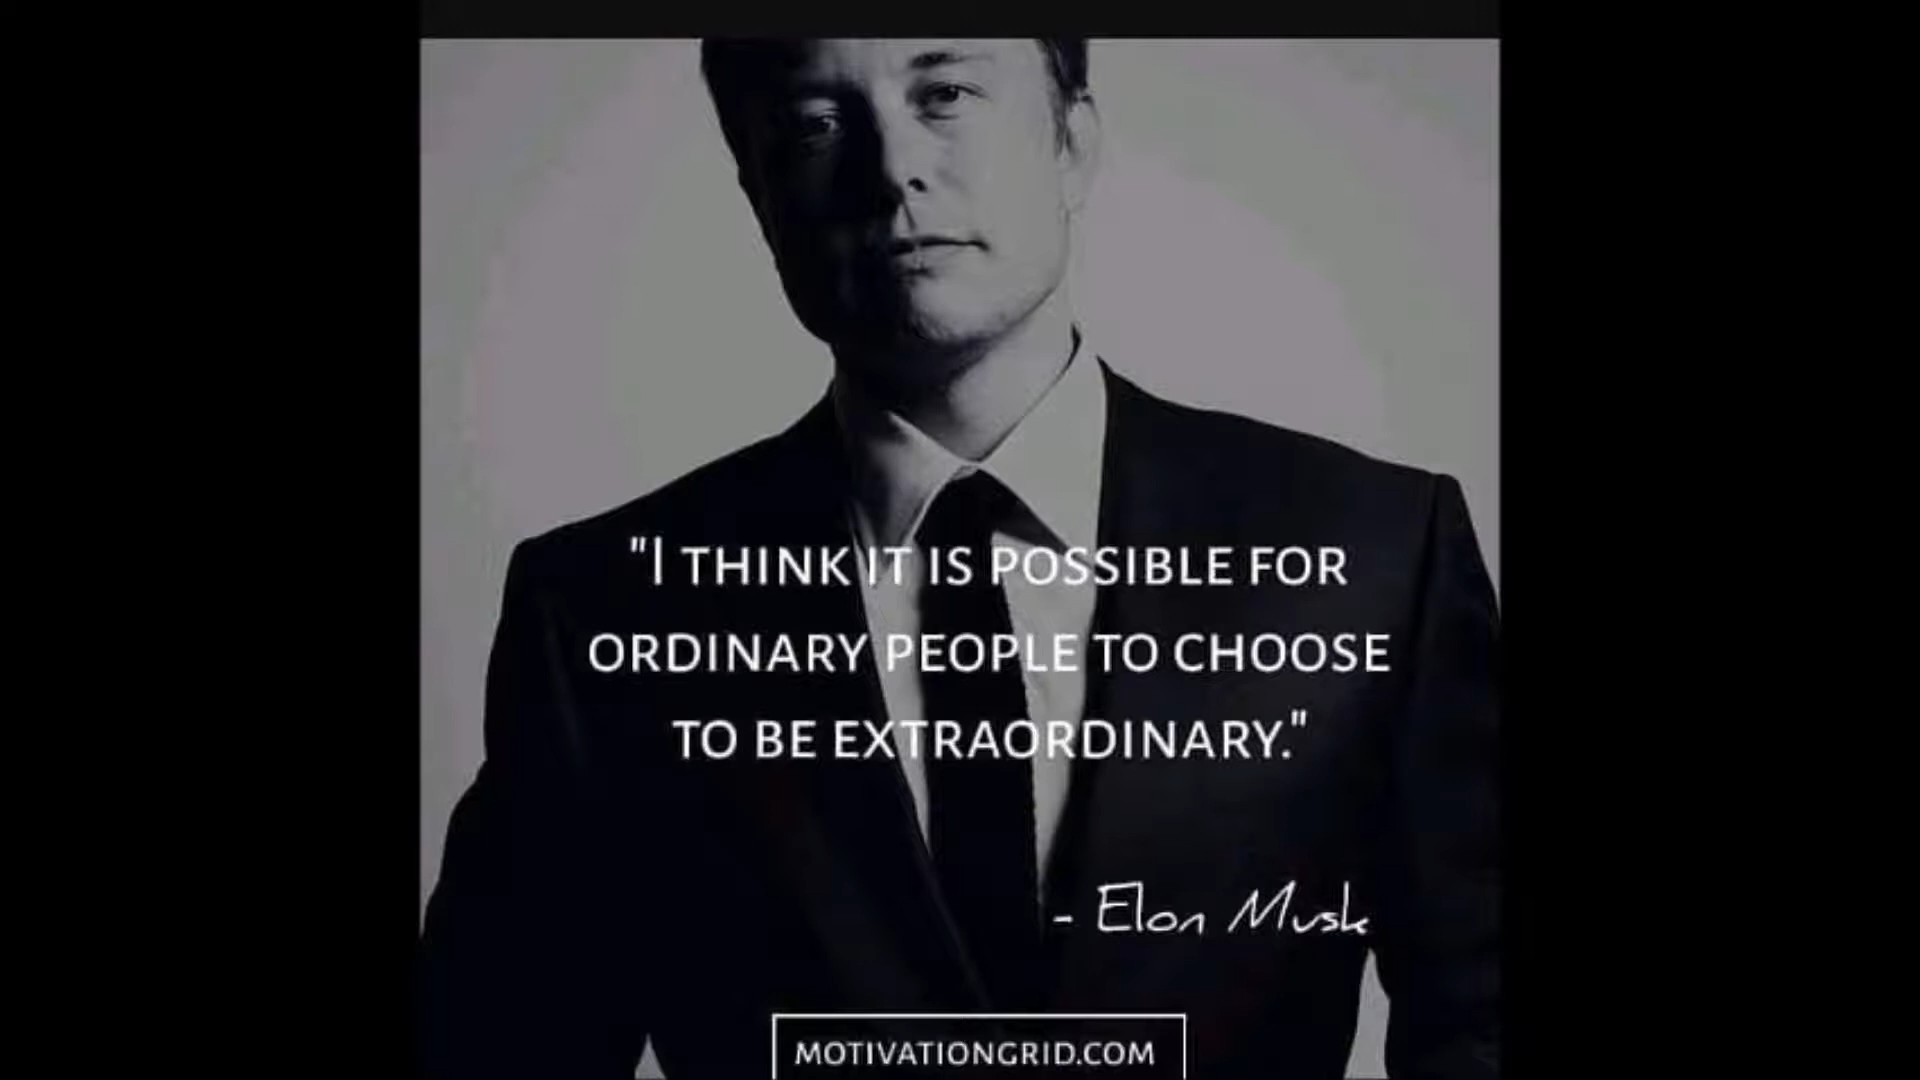 "I THINK IT IS POSSIBLE FOR
ORDINARY PEOPLE TO CHOOSE
TO BE EXTRAORDINARY."
- Elon Musk
MOTIVATIONGRID.COM